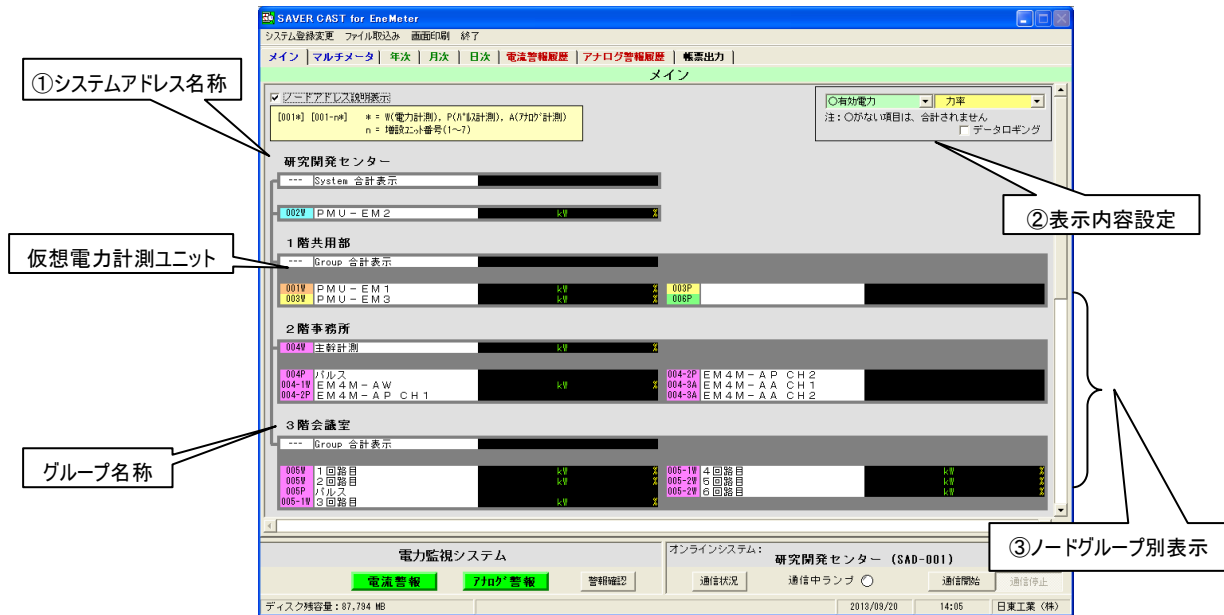 SAVER CAST for EneMeter
システム登録変更 ファイル取込み 画面印刷 終了
メイン マルチメータ 年次 月次 日次 電流警報履歴 アナログ警報履歴 帳票出力
メイン
①システムアドレス名称
ノードアドレス説明表示
[001*] [001-n*] * = W(電力計測), P(パルス計測), A(アナログ計測)
n = 増設ユニット番号(1～7)
○有効電力 力率
注：○がない項目は、合計されません
データロギング
②表示内容設定
研究開発センター
--- System 合計表示
002W PMU-EM2 kW %
仮想電力計測ユニット
1階共用部
--- Group 合計表示
001W PMU-EM1 kW % 003P
003W PMU-EM3 kW % 006P
2階事務所
004W 主幹計測 kW %
004P パルス 004-2P EM4M-AP CH2
004-1W EM4M-AW kW % 004-3A EM4M-AA CH1
004-2P EM4M-AP CH1 004-3A EM4M-AA CH2
グループ名称
3階会議室
--- Group 合計表示
005W 1回路目 kW % 005-1W 4回路目 kW %
005W 2回路目 kW % 005-2W 5回路目 kW %
005P パルス 005-2W 6回路目 kW %
005-1W 3回路目 kW %
③ノードグループ別表示
電力監視システム
電流警報 アナログ警報 警報確認
オンラインシステム： 研究開発センター (SAD-001)
通信状況 通信中ランプ 通信開始 通信停止
ディスク残容量：87,794 MB 2013/09/20 14:05 日東工業（株）